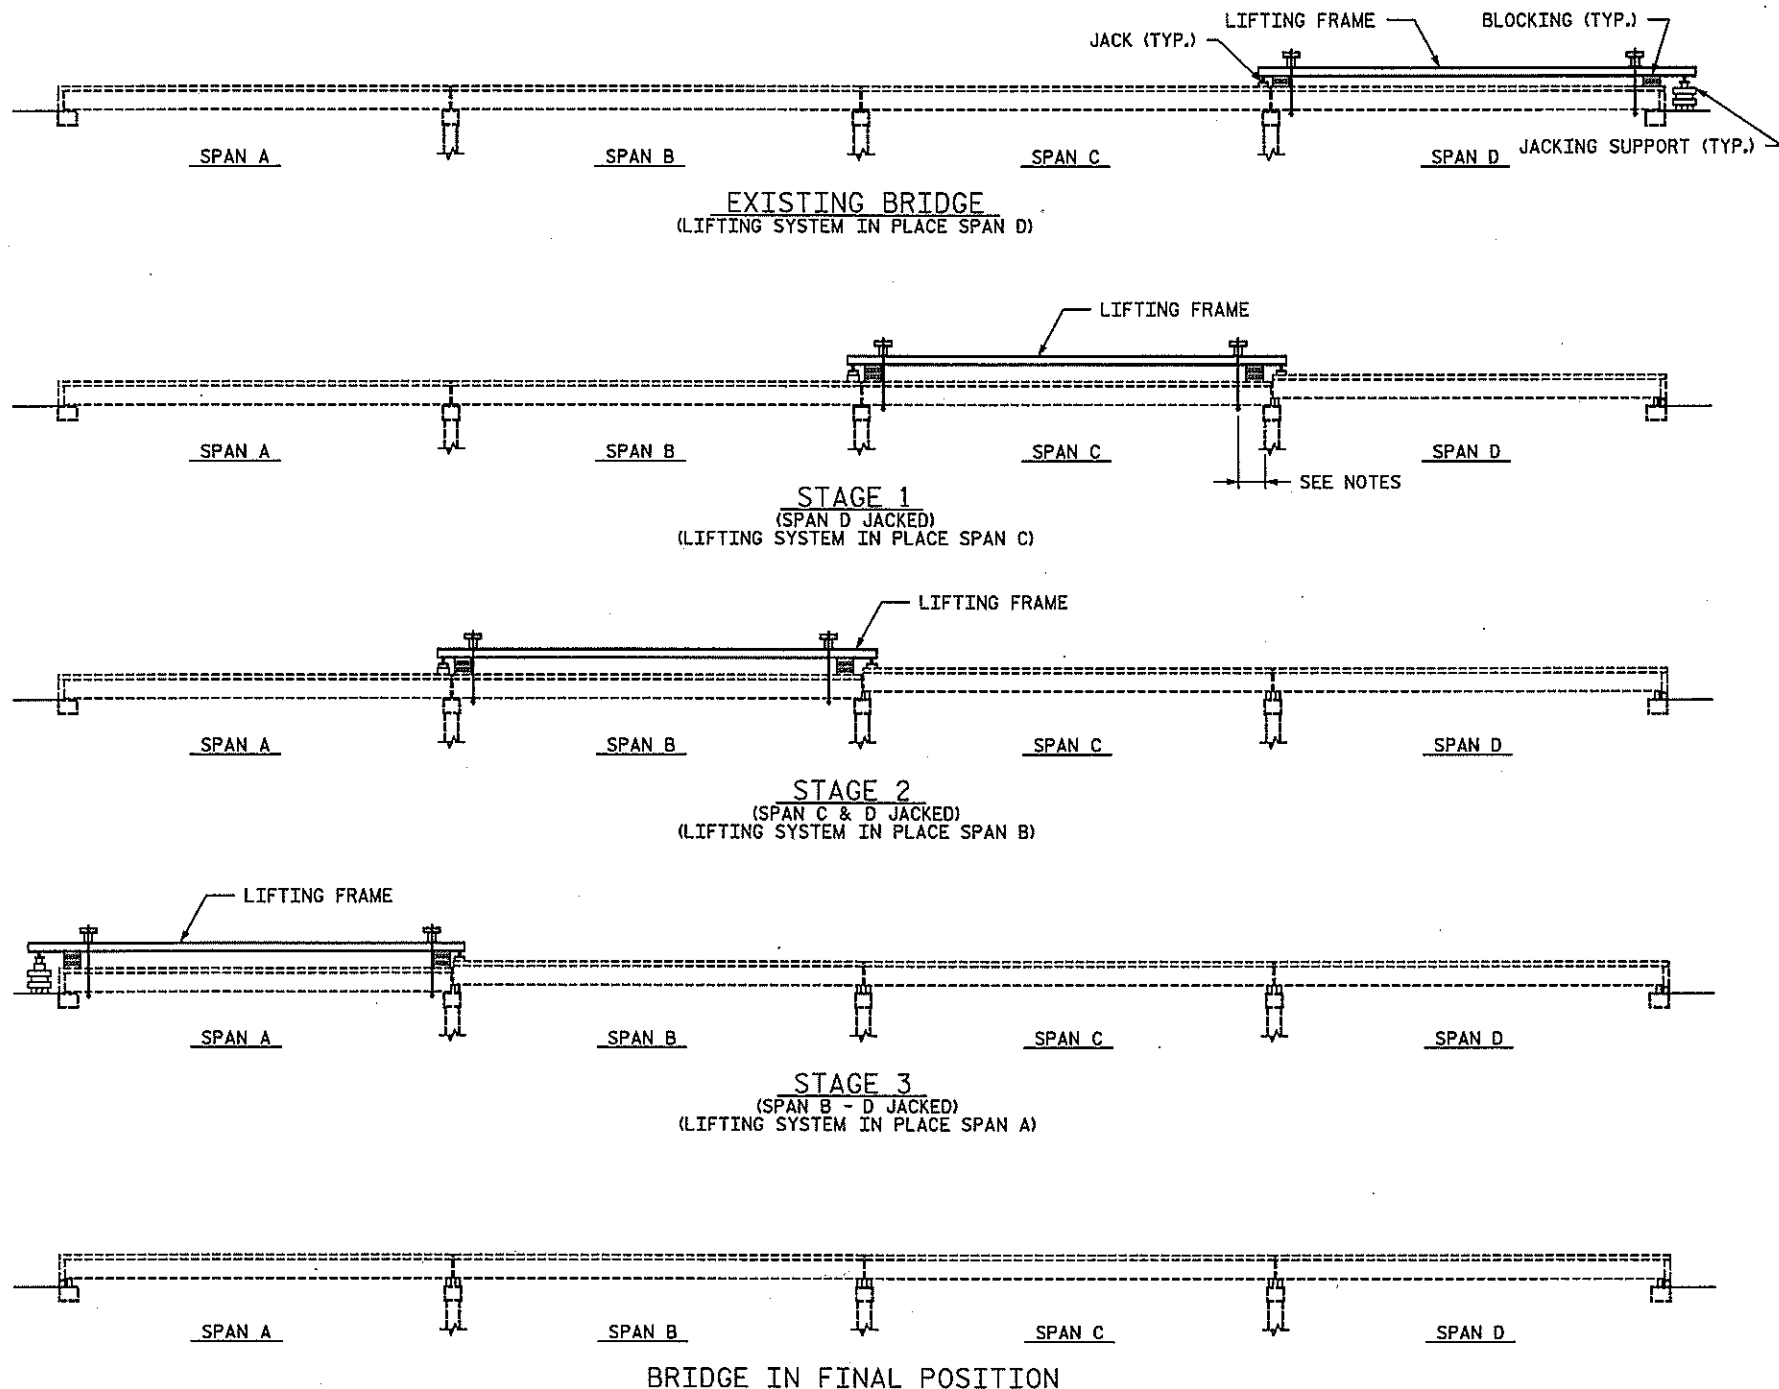 LIFTING FRAME
BLOCKING (TYP.)
JACK (TYP.)
SPAN A
SPAN B
SPAN C
SPAN D
JACKING SUPPORT (TYP.)
EXISTING BRIDGE
(LIFTING SYSTEM IN PLACE SPAN D)
LIFTING FRAME
SPAN A
SPAN B
SPAN C
SPAN D
SEE NOTES
STAGE 1
(SPAN D JACKED)
(LIFTING SYSTEM IN PLACE SPAN C)
LIFTING FRAME
SPAN A
SPAN B
SPAN C
SPAN D
STAGE 2
(SPAN C & D JACKED)
(LIFTING SYSTEM IN PLACE SPAN B)
LIFTING FRAME
SPAN A
SPAN B
SPAN C
SPAN D
STAGE 3
(SPAN B - D JACKED)
(LIFTING SYSTEM IN PLACE SPAN A)
SPAN A
SPAN B
SPAN C
SPAN D
BRIDGE IN FINAL POSITION